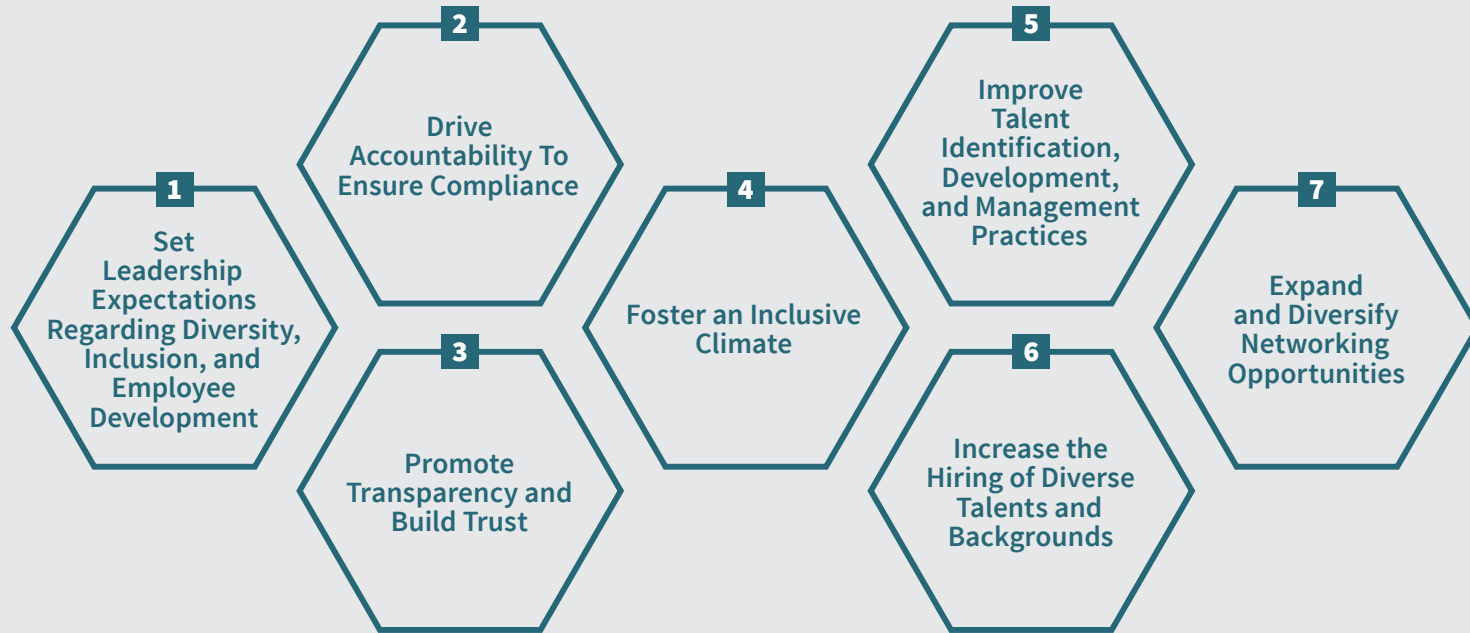 1
Set
Leadership
Expectations
Regarding Diversity,
Inclusion, and
Employee
Development
2
Drive
Accountability To
Ensure Compliance
3
Promote
Transparency and
Build Trust
4
Foster an Inclusive
Climate
5
Improve
Talent
Identification,
Development,
and Management
Practices
6
Increase the
Hiring of Diverse
Talents and
Backgrounds
7
Expand
and Diversify
Networking
Opportunities